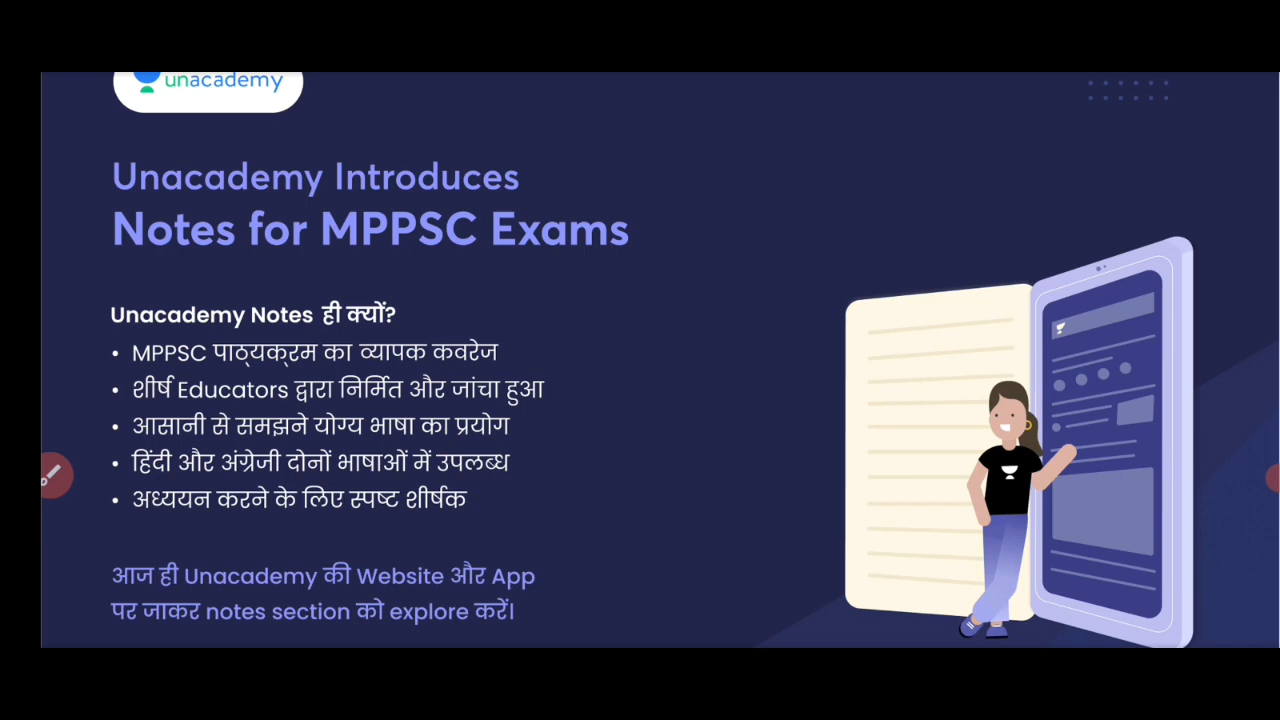 unacademy
Unacademy Introduces
Notes for MPPSC Exams
Unacademy Notes ही क्यों?
• MPPSC पाठ्यक्रम का व्यापक कवरेज
• शीर्ष Educators द्वारा निर्मित और जांचा हुआ
• आसानी से समझने योग्य भाषा का प्रयोग
• हिंदी और अंग्रेजी दोनों भाषाओं में उपलब्ध
• अध्ययन करने के लिए स्पष्ट शीर्षक
आज ही Unacademy की Website और App
पर जाकर notes section को explore करें।